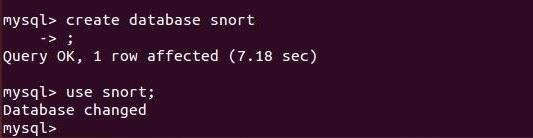 mysql> create database snort
    -> ;
Query OK, 1 row affected (7.18 sec)

mysql> use snort;
Database changed
mysql>